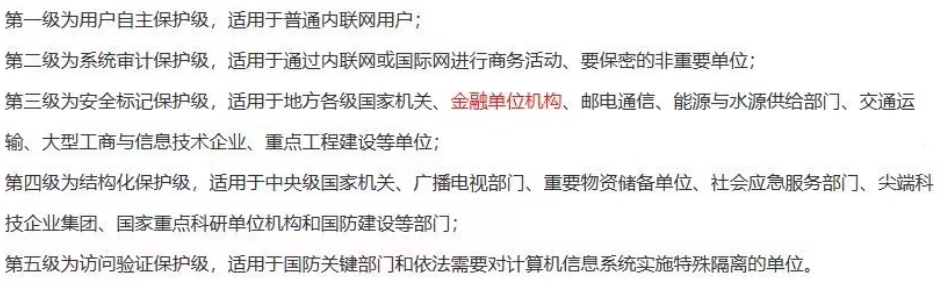 第一级为用户自主保护级，适用于普通内联网用户；
第二级为系统审计保护级，适用于通过内联网或国际网进行商务活动、要保密的非重要单位；
第三级为安全标记保护级，适用于地方各级国家机关、金融单位机构、邮电通信、能源与水源供给部门、交通运
输、大型工商与信息技术企业、重点工程建设等单位；
第四级为结构化保护级，适用于中央级国家机关、广播电视部门、重要物资储备单位、社会应急服务部门、尖端科
技企业集团、国家重点科研单位机构和国防建设等部门；
第五级为访问验证保护级，适用于国防关键部门和依法需要对计算机信息系统实施特殊隔离的单位。